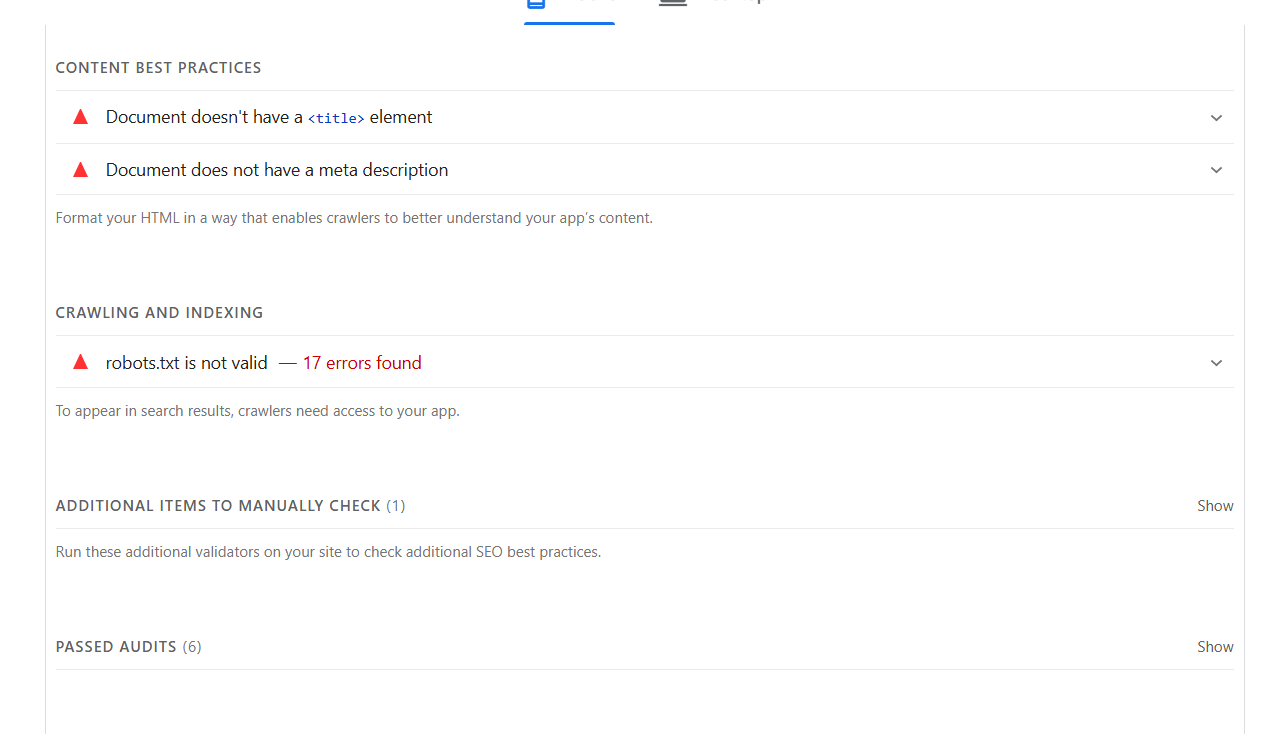 CONTENT BEST PRACTICES
Document doesn't have a <title> element
Document does not have a meta description
Format your HTML in a way that enables crawlers to better understand your app's content.
CRAWLING AND INDEXING
robots.txt is not valid — 17 errors found
To appear in search results, crawlers need access to your app.
ADDITIONAL ITEMS TO MANUALLY CHECK (1) Show
Run these additional validators on your site to check additional SEO best practices.
PASSED AUDITS (6) Show